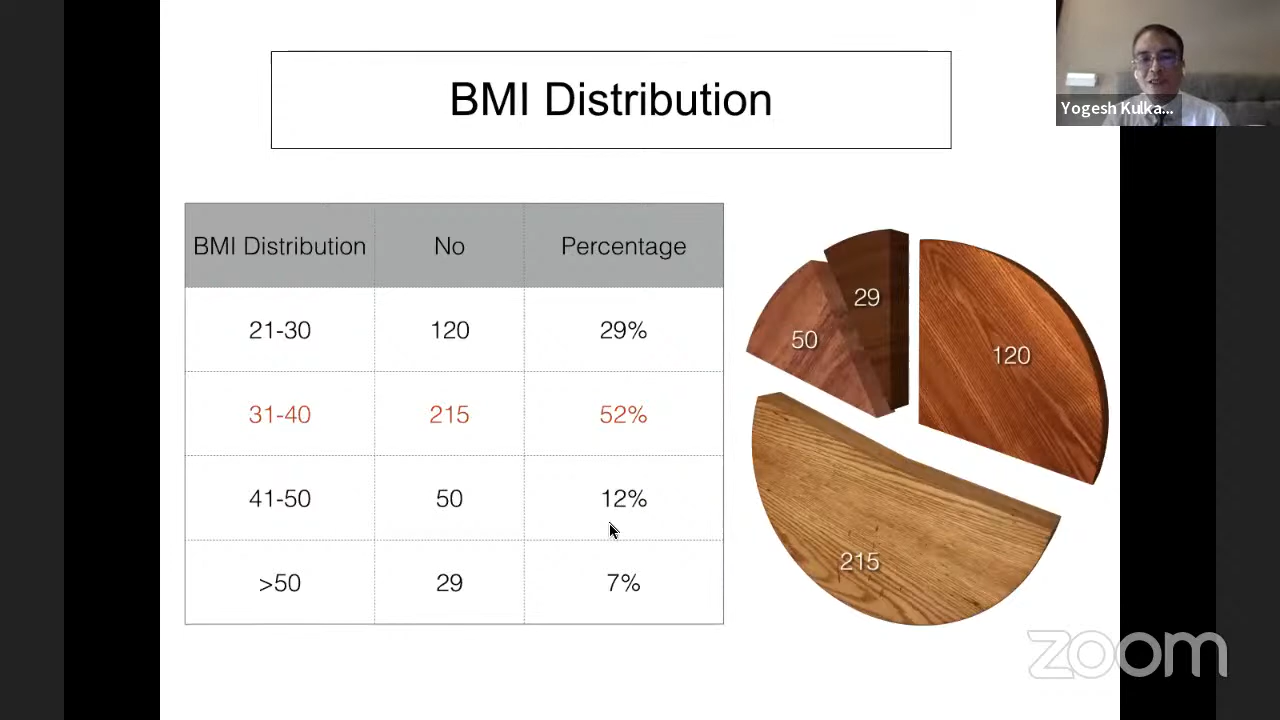 BMI Distribution
Yogesh Kulka...
BMI Distribution No Percentage
21-30 120 29%
31-40 215 52%
41-50 50 12%
>50 29 7%
29
50
120
215
zoom